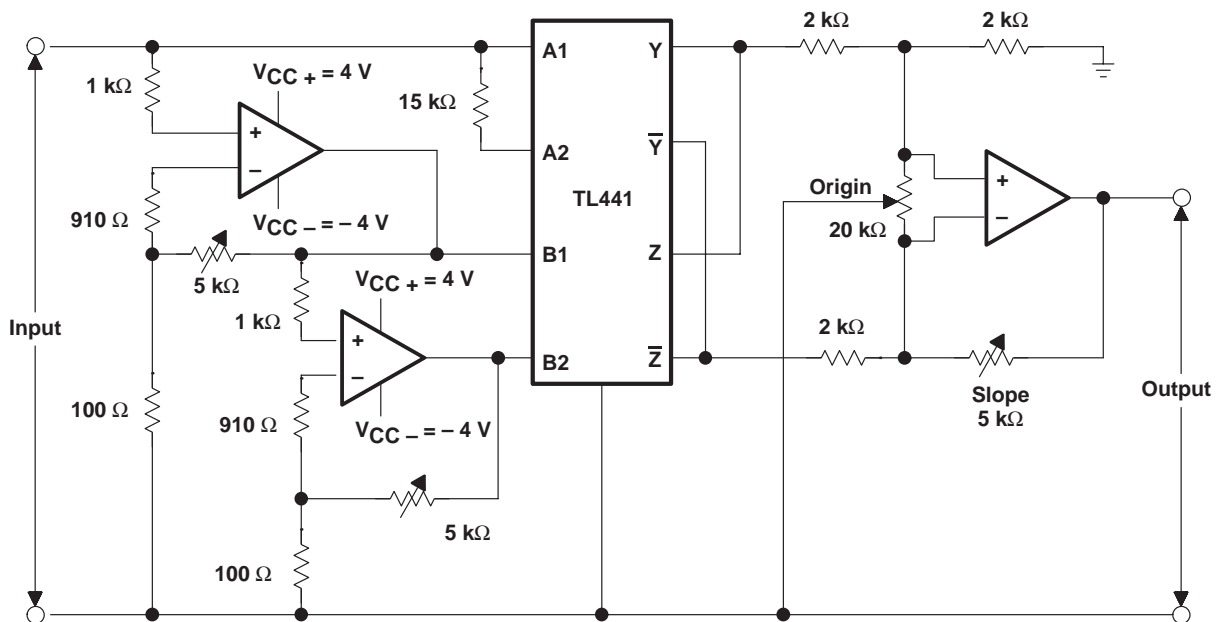 2 kΩ
2 kΩ
A1
Y
1 kΩ
VCC + = 4 V
15 kΩ
+
–
A2
Y
TL441
Origin
20 kΩ
+
–
910 Ω
VCC – = – 4 V
5 kΩ
B1
Z
VCC + = 4 V
Input
1 kΩ
+
–
2 kΩ
B2
Z
Slope
5 kΩ
Output
100 Ω
910 Ω
VCC – = – 4 V
5 kΩ
100 Ω